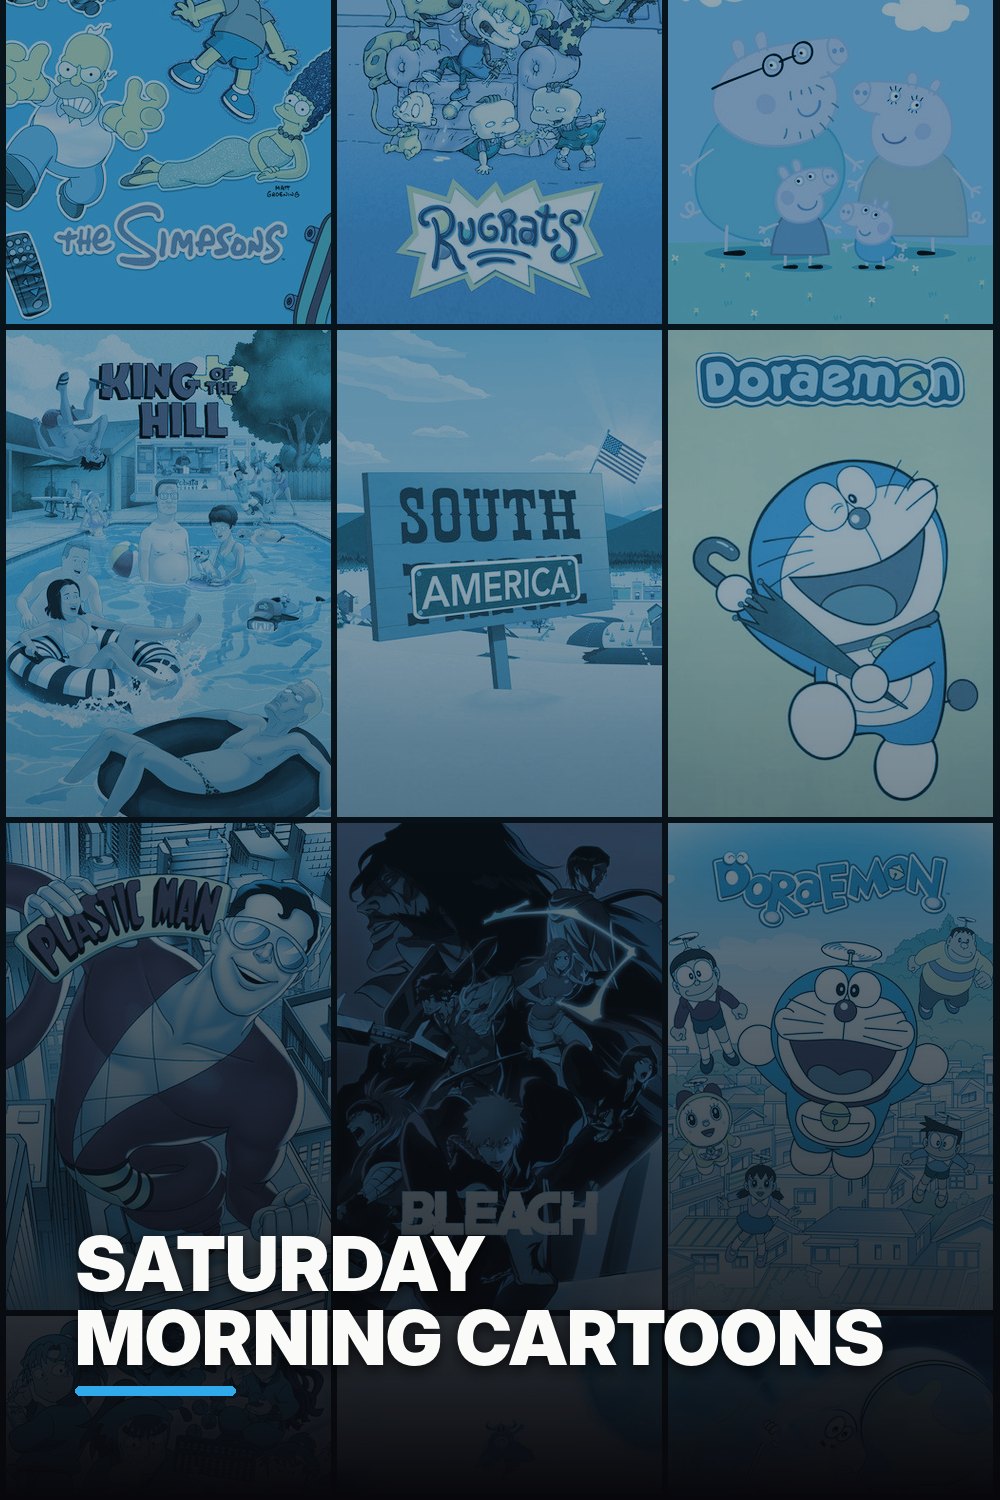 MATT
GROENING
THE SIMPSONS
RUGRATS
KING OF THE
HILL
SOUTH
AMERICA
Doraemon
PLASTIC MAN
DORAEMON
BLEACH
SATURDAY
MORNING CARTOONS